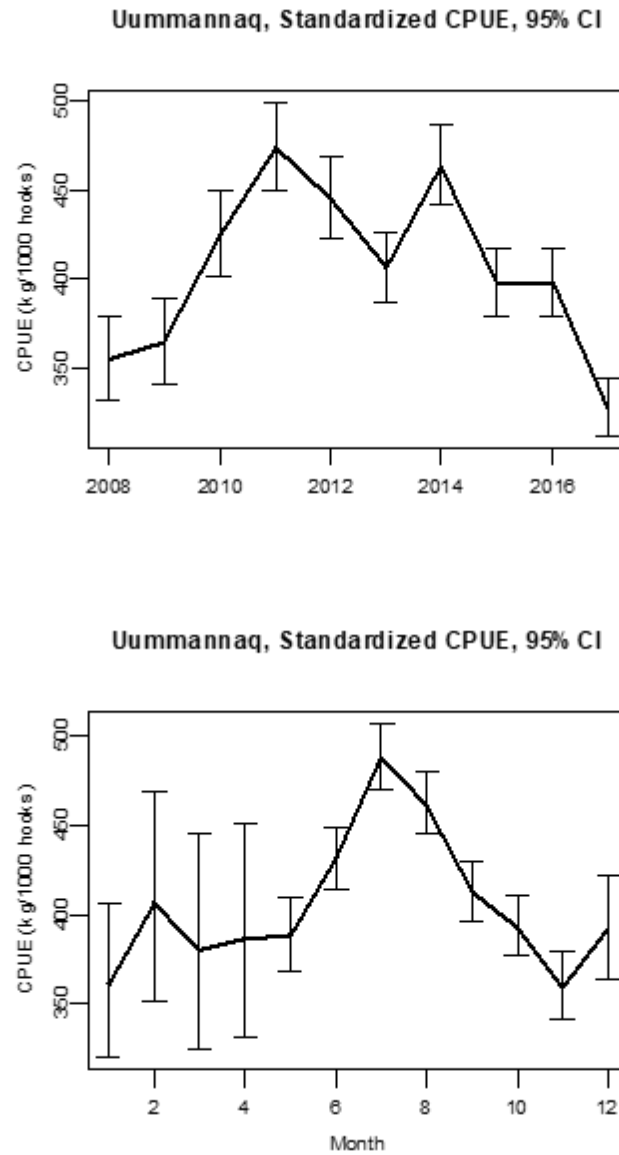 Uummannaq, Standardized CPUE, 95% CI
CPUE (kg/1000 hooks)
500
450
400
350
2008 2010 2012 2014 2016
Uummannaq, Standardized CPUE, 95% CI
CPUE (kg/1000 hooks)
500
450
400
350
2 4 6 8 10 12
Month